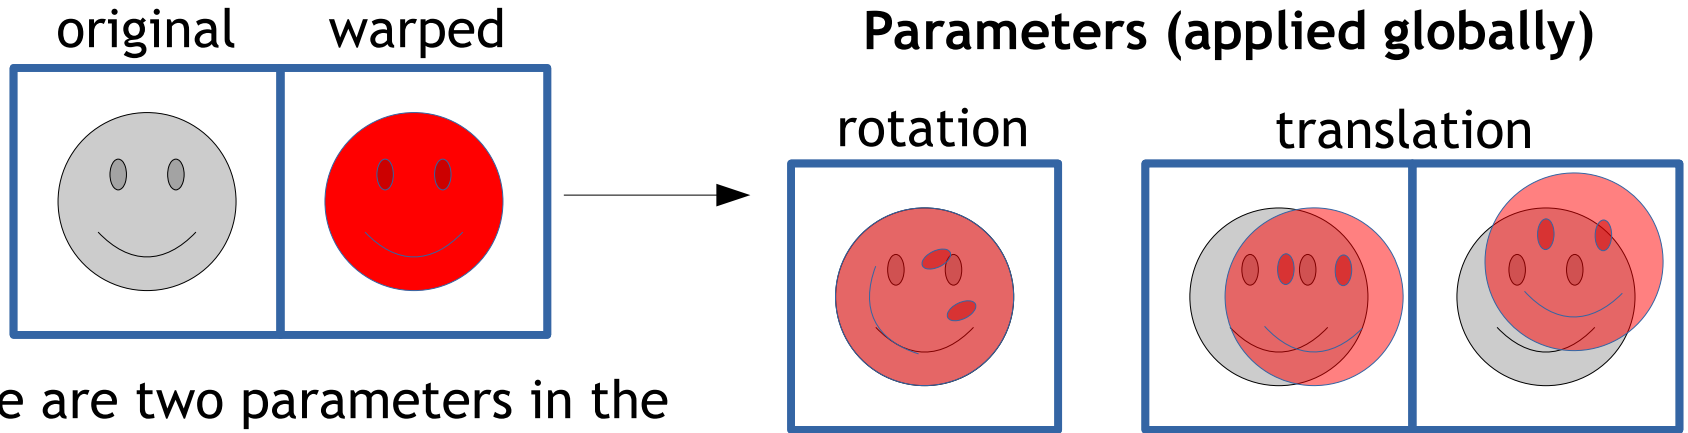 original warped
Parameters (applied globally)
rotation translation
e are two parameters in the